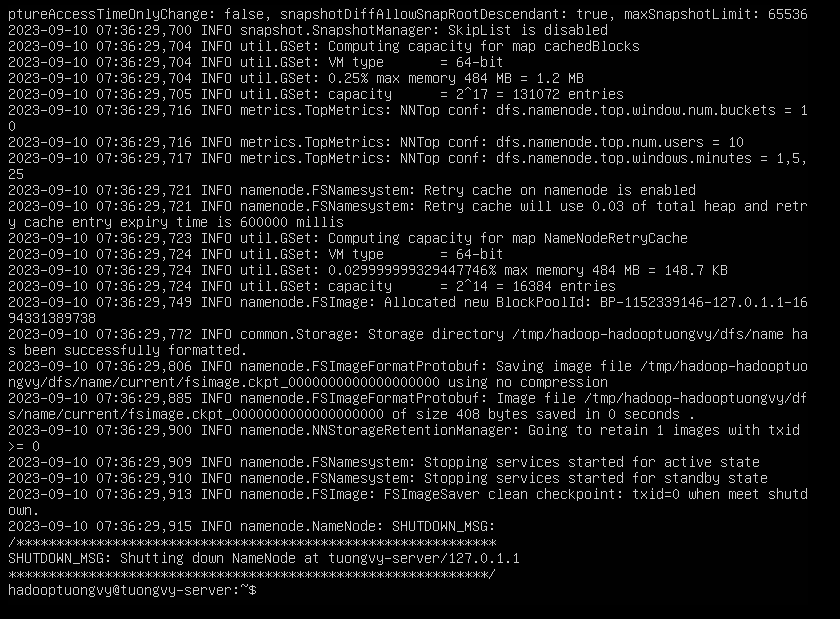 ptureAccessTimeOnlyChange: false, snapshotDiffAllowSnapRootDescendant: true, maxSnapshotLimit: 65536
2023-09-10 07:36:29,700 INFO snapshot.SnapshotManager: SkipList is disabled
2023-09-10 07:36:29,704 INFO util.GSet: Computing capacity for map cachedBlocks
2023-09-10 07:36:29,704 INFO util.GSet: VM type       = 64-bit
2023-09-10 07:36:29,704 INFO util.GSet: 0.25% max memory 484 MB = 1.2 MB
2023-09-10 07:36:29,705 INFO util.GSet: capacity      = 2^17 = 131072 entries
2023-09-10 07:36:29,716 INFO metrics.TopMetrics: NNTop conf: dfs.namenode.top.window.num.buckets = 1
0
2023-09-10 07:36:29,716 INFO metrics.TopMetrics: NNTop conf: dfs.namenode.top.num.users = 10
2023-09-10 07:36:29,717 INFO metrics.TopMetrics: NNTop conf: dfs.namenode.top.windows.minutes = 1,5,
25
2023-09-10 07:36:29,721 INFO namenode.FSNamesystem: Retry cache on namenode is enabled
2023-09-10 07:36:29,721 INFO namenode.FSNamesystem: Retry cache will use 0.03 of total heap and retr
y cache entry expiry time is 600000 millis
2023-09-10 07:36:29,723 INFO util.GSet: Computing capacity for map NameNodeRetryCache
2023-09-10 07:36:29,724 INFO util.GSet: VM type       = 64-bit
2023-09-10 07:36:29,724 INFO util.GSet: 0.029999999329447746% max memory 484 MB = 148.7 KB
2023-09-10 07:36:29,724 INFO util.GSet: capacity      = 2^14 = 16384 entries
2023-09-10 07:36:29,749 INFO namenode.FSImage: Allocated new BlockPoolId: BP-1152339146-127.0.1.1-16
94331389738
2023-09-10 07:36:29,772 INFO common.Storage: Storage directory /tmp/hadoop-hadooptuongvy/dfs/name ha
s been successfully formatted.
2023-09-10 07:36:29,806 INFO namenode.FSImageFormatProtobuf: Saving image file /tmp/hadoop-hadooptuo
ngvy/dfs/name/current/fsimage.ckpt_0000000000000000000 using no compression
2023-09-10 07:36:29,885 INFO namenode.FSImageFormatProtobuf: Image file /tmp/hadoop-hadooptuongvy/df
s/name/current/fsimage.ckpt_0000000000000000000 of size 408 bytes saved in 0 seconds .
2023-09-10 07:36:29,900 INFO namenode.NNStorageRetentionManager: Going to retain 1 images with txid
>= 0
2023-09-10 07:36:29,909 INFO namenode.FSNamesystem: Stopping services started for active state
2023-09-10 07:36:29,910 INFO namenode.FSNamesystem: Stopping services started for standby state
2023-09-10 07:36:29,913 INFO namenode.FSImage: FSImageSaver clean checkpoint: txid=0 when meet shutd
own.
2023-09-10 07:36:29,915 INFO namenode.NameNode: SHUTDOWN_MSG:
/************************************************************
SHUTDOWN_MSG: Shutting down NameNode at tuongvy-server/127.0.1.1
************************************************************/
hadooptuongvy@tuongvy-server:~$